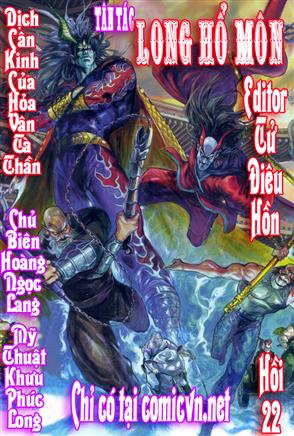 TÂN TÁC
LONG HỔ MÔN
Dịch
Cân
Kinh
Của
Hỏa
Vân
Tà
Thần
Editor
Tử
Điêu
Hồn
Chủ
Biên
Hoàng
Ngọc
Lang
Mỹ
Thuật
Khưu
Phúc
Long
Hồi
22
Chỉ có tại comicvn.net